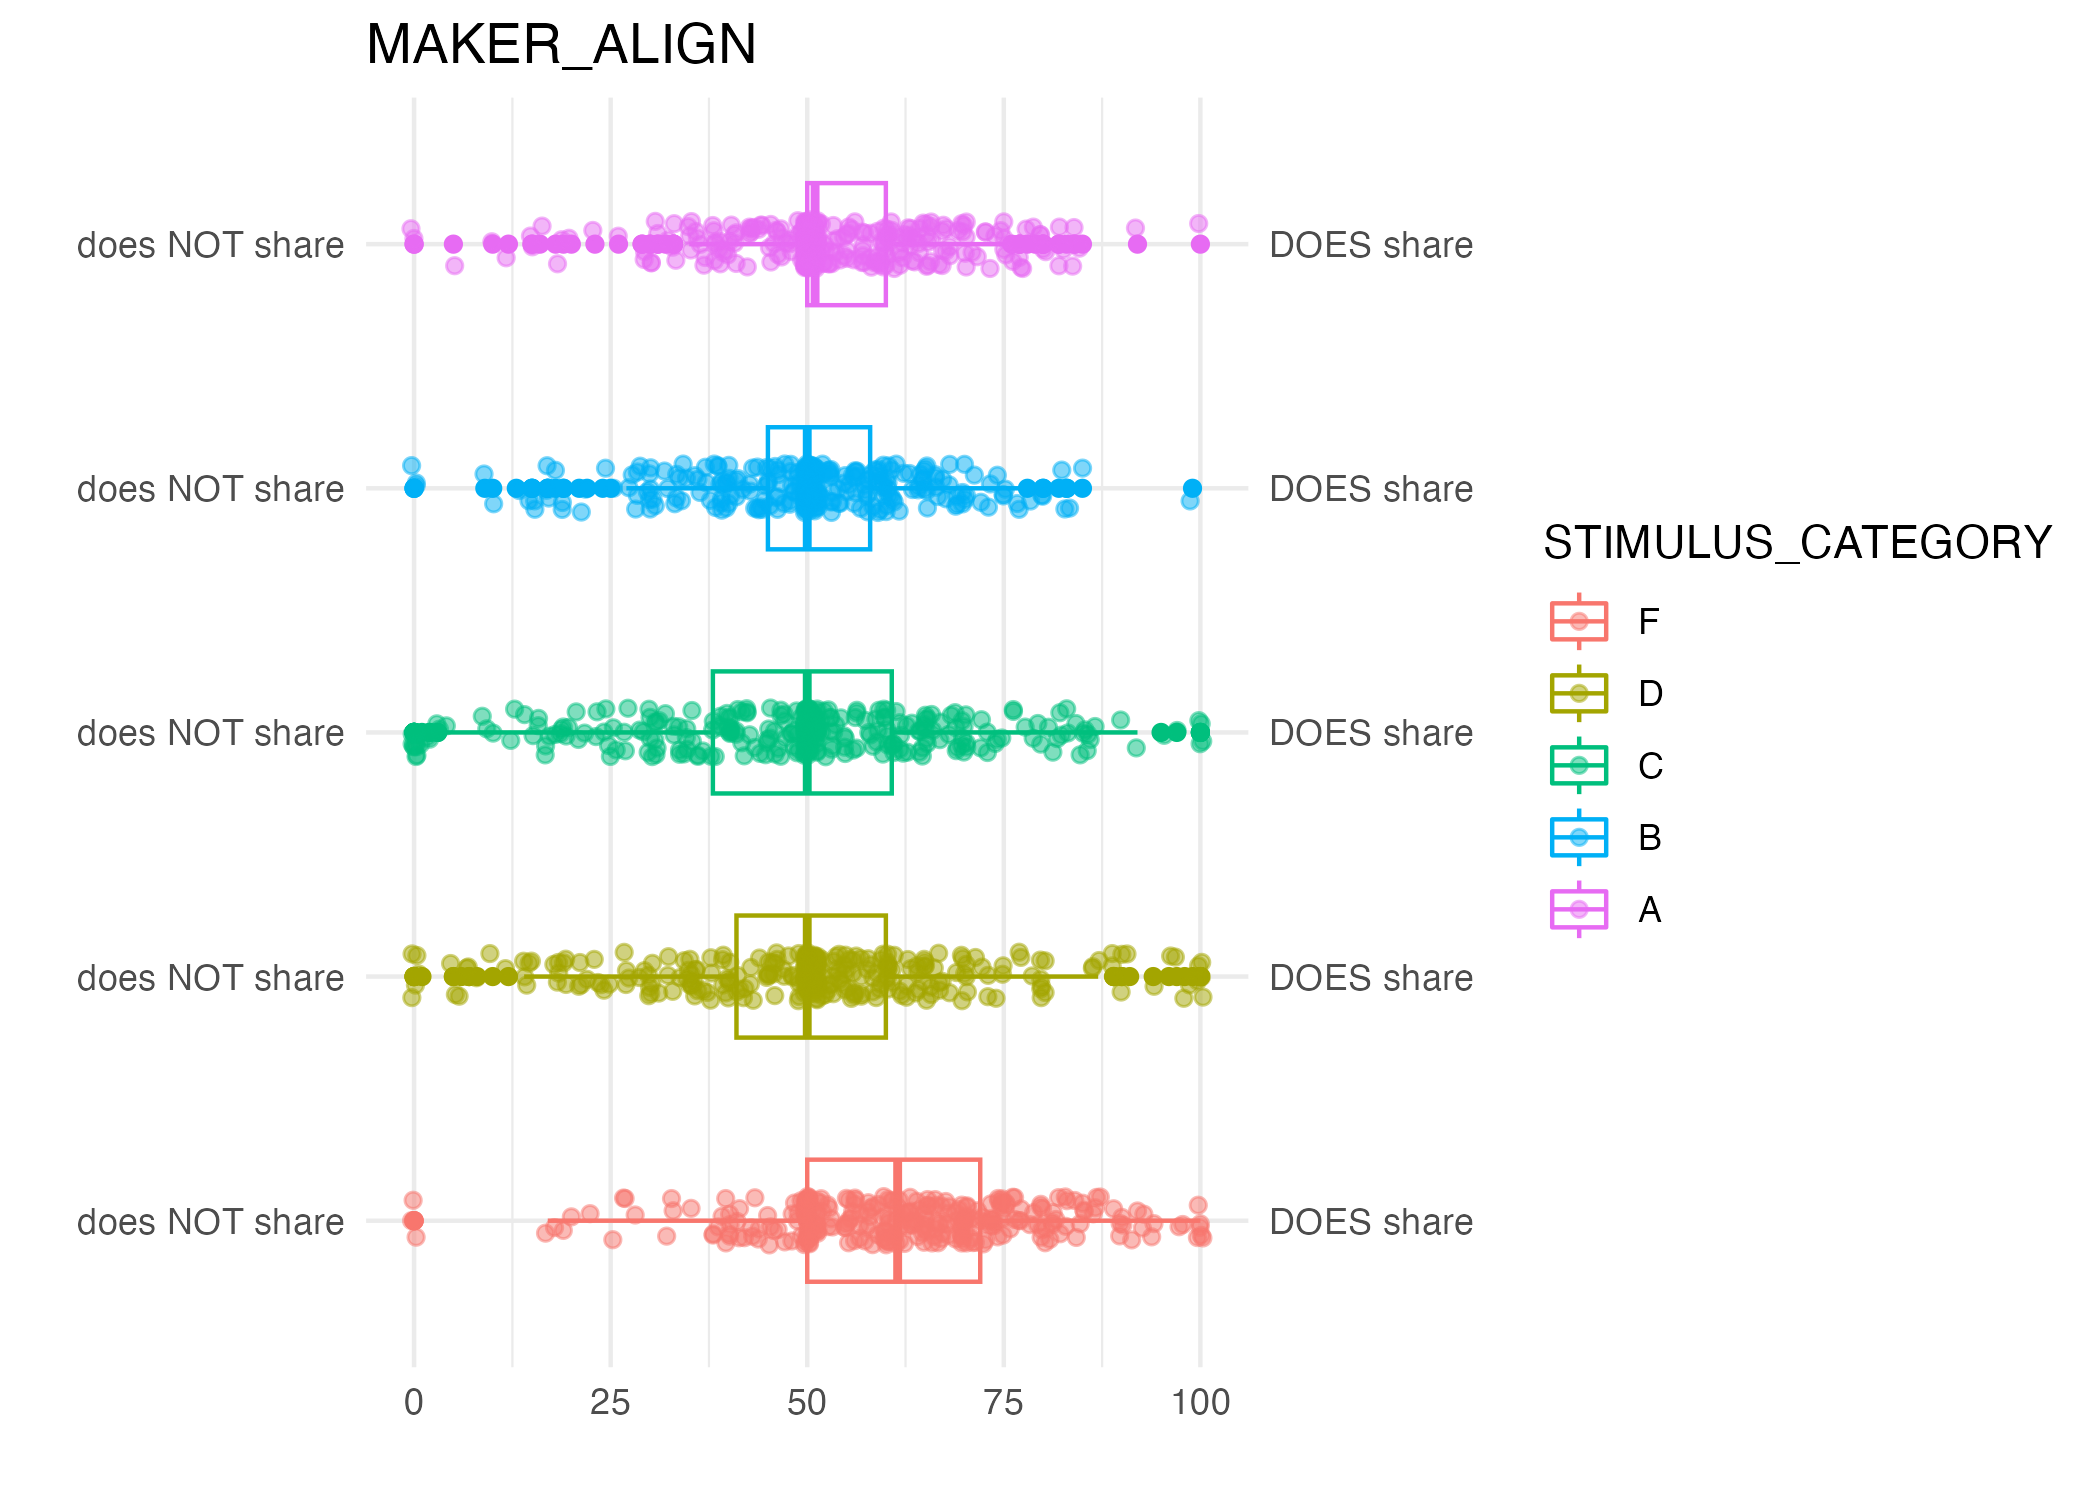 MAKER_ALIGN
does NOT share
DOES share
does NOT share
DOES share
does NOT share
DOES share
does NOT share
DOES share
does NOT share
DOES share
0 25 50 75 100
STIMULUS_CATEGORY
F
D
C
B
A